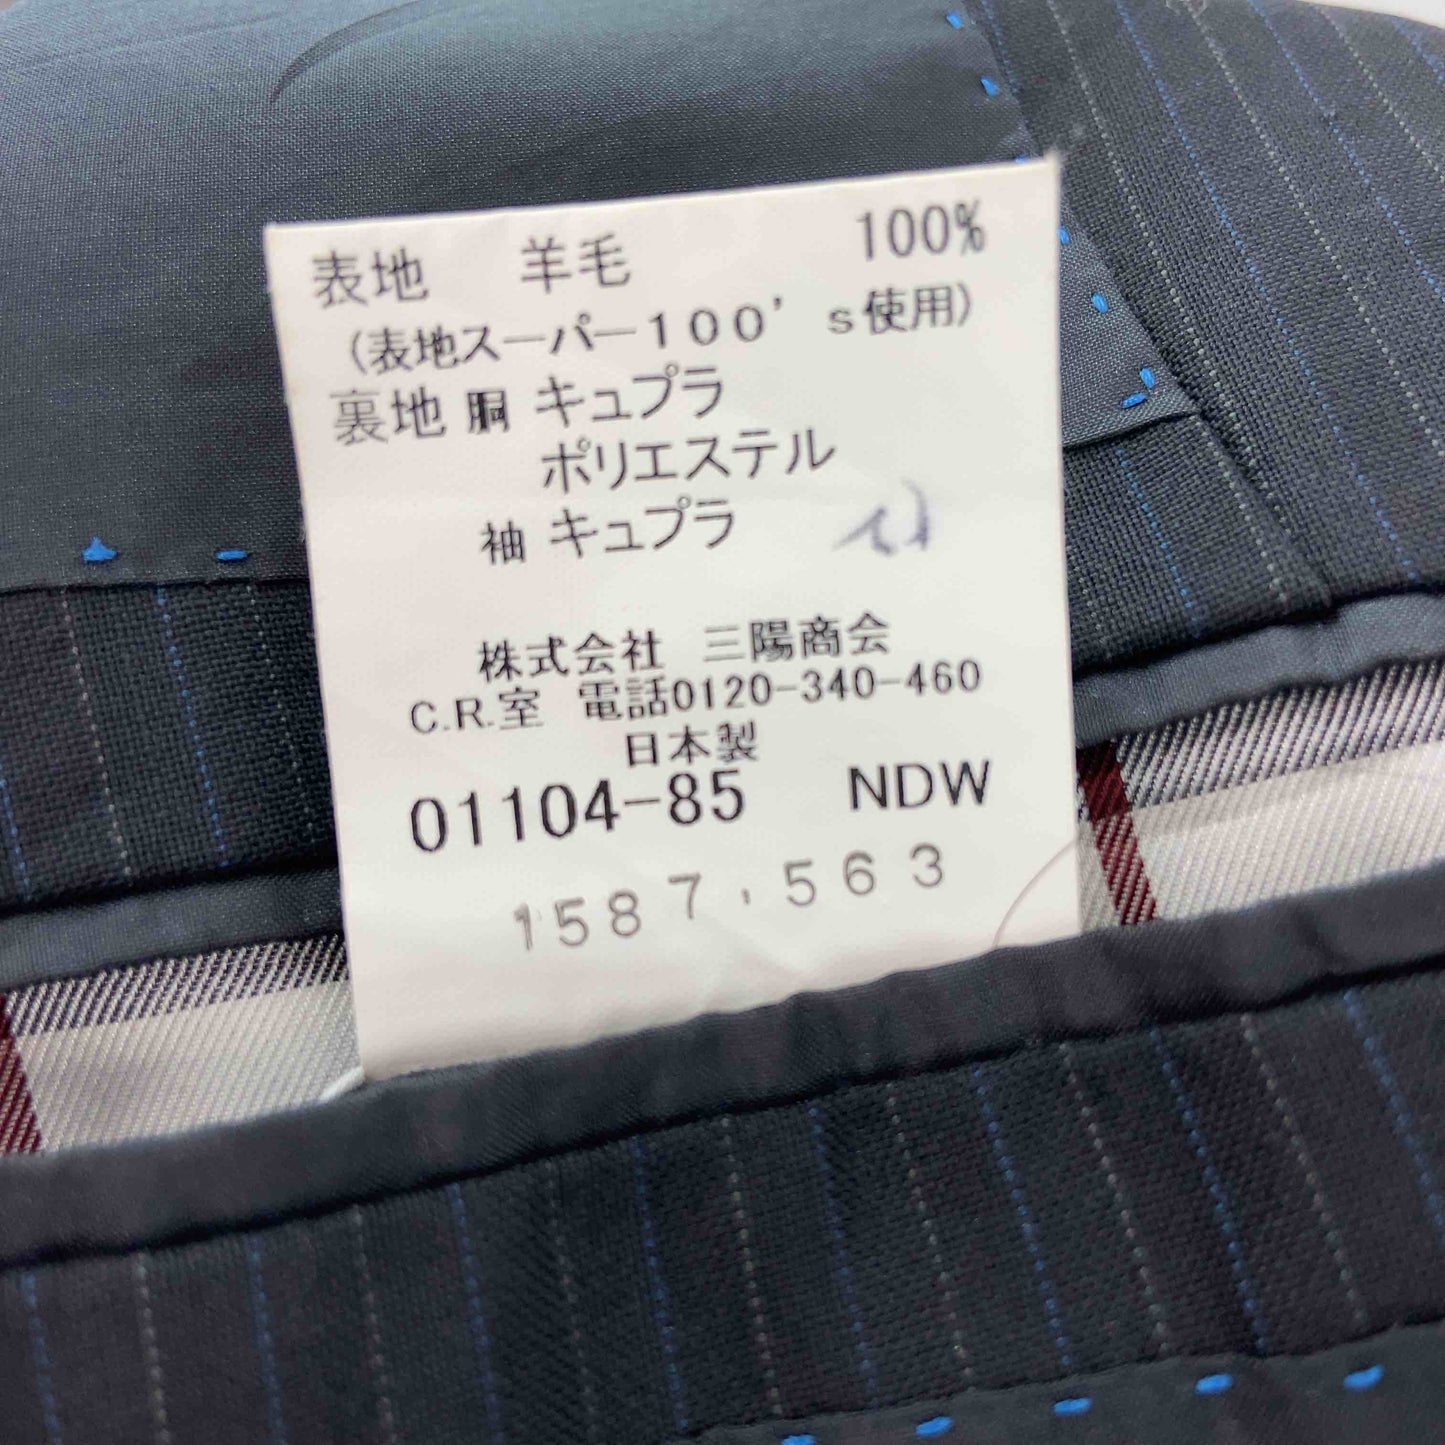 表地 羊毛 100%
(表地スーパー100's使用)
裏地 胴 キュプラ
ポリエステル
袖 キュプラ
株式会社 三陽商会
C.R.室 電話0120-340-460
日本製
01104-85 NDW
1587,563